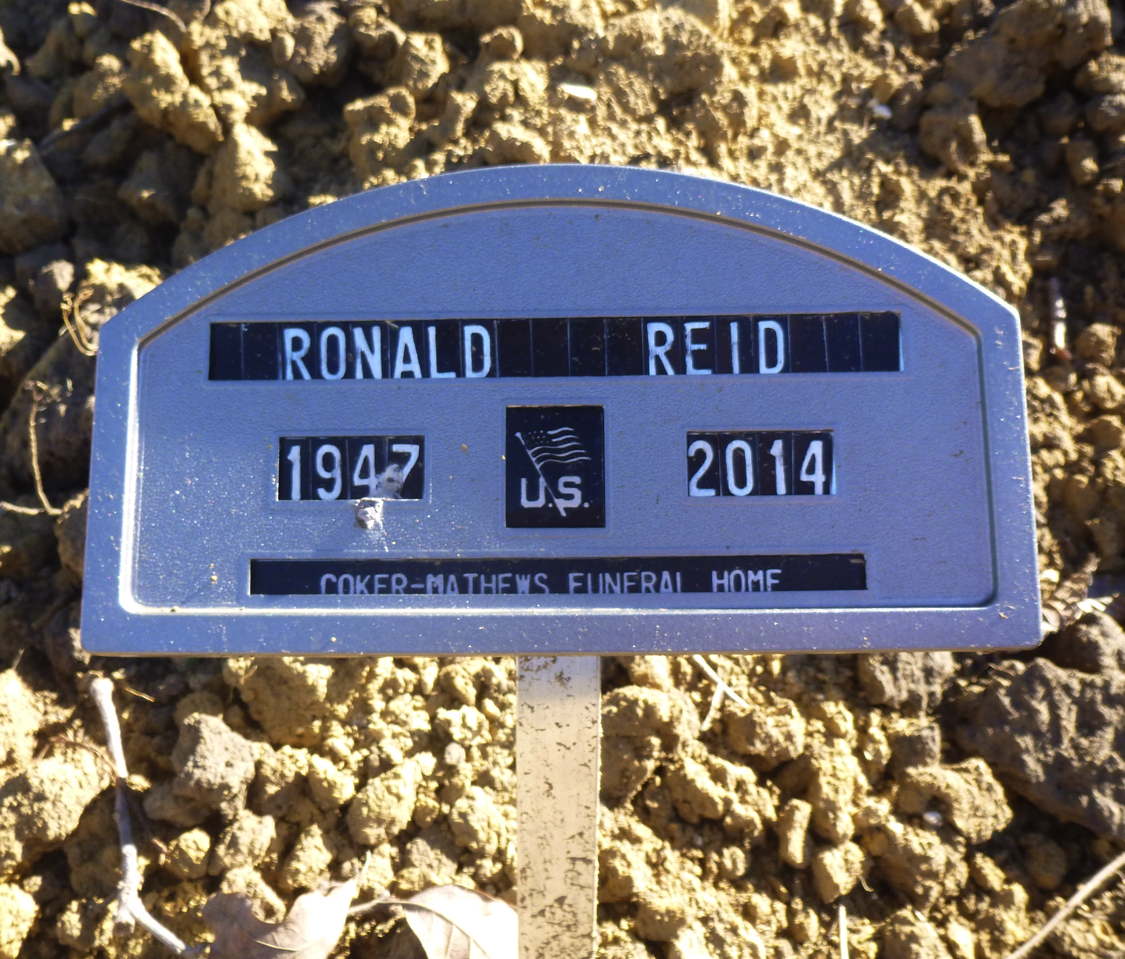 RONALD REID
1947 U.S. 2014
COKER-MATHEWS FUNERAL HOME